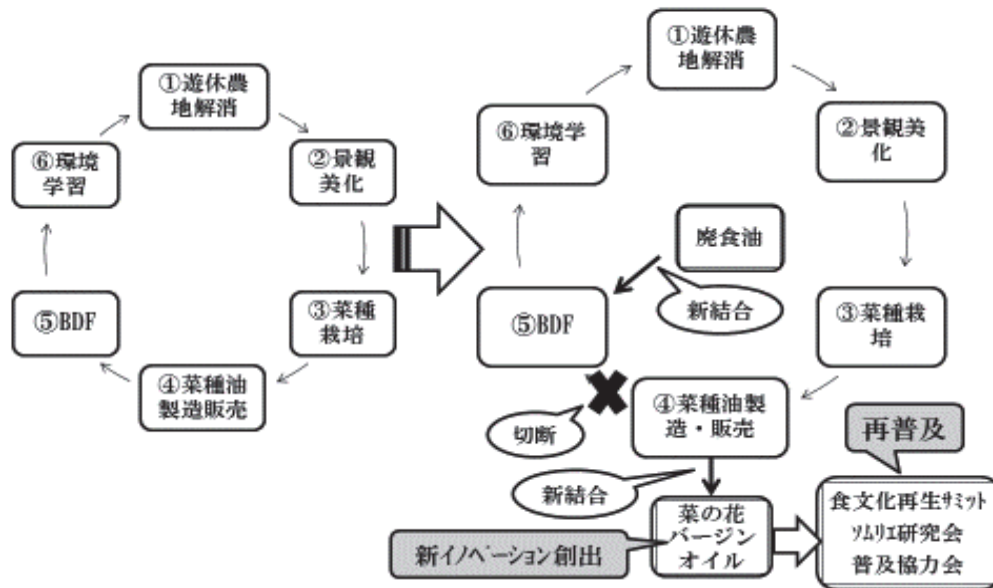 ①遊休農
地解消
②景観
美化
③菜種
栽培
④菜種油
製造販売
⑤BDF
⑥環境
学習
①遊休農
地解消
②景観美
化
③菜種栽
培
④菜種油製
造・販売
⑤BDF
⑥環境学
習
廃食油
新結合
切断
新結合
菜の花
バージン
オイル
新イノベーション創出
再普及
食文化再生サミット
ソムリエ研究会
普及協力会